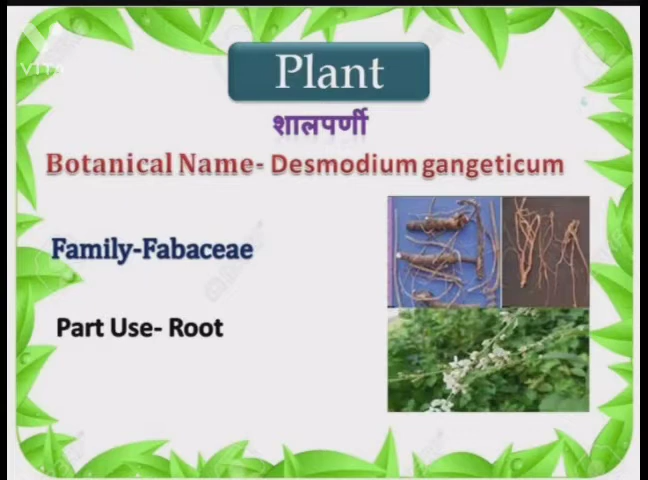 Plant
शालपर्णी
Botanical Name- Desmodium gangeticum
Family-Fabaceae
Part Use- Root